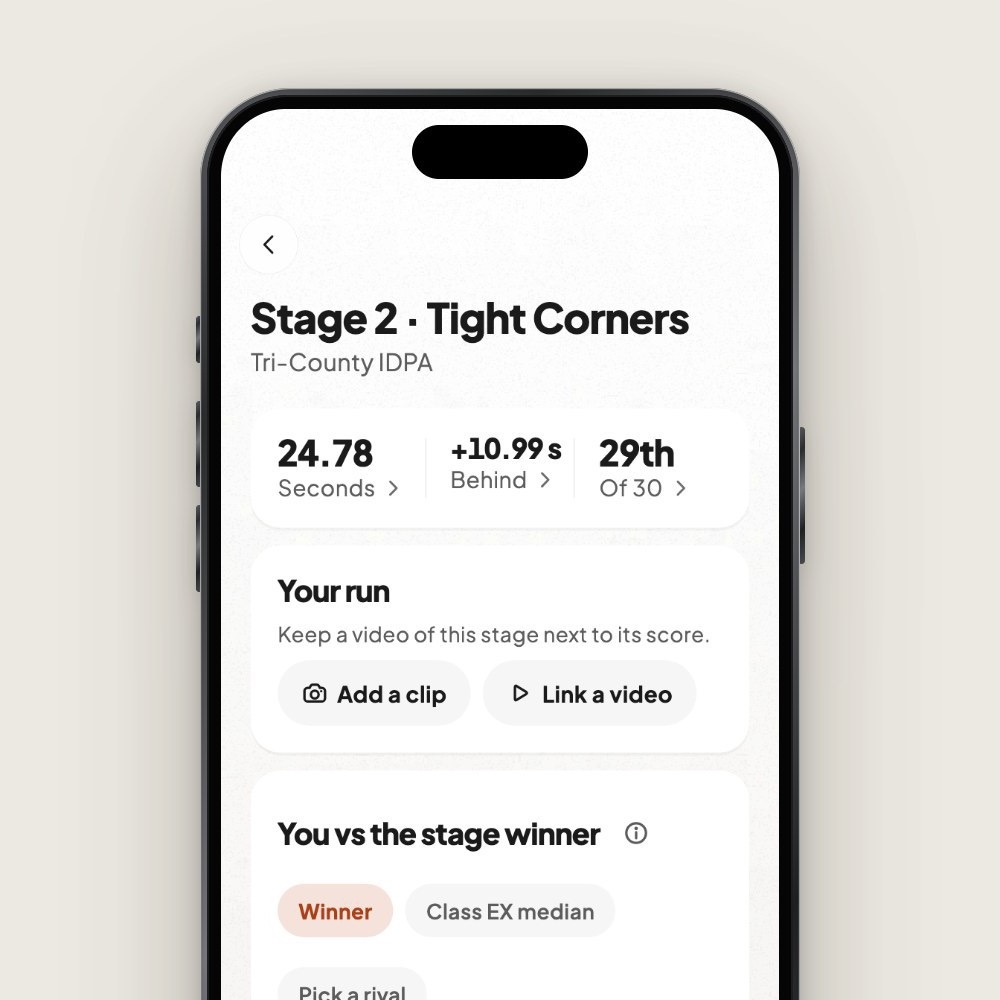 Stage 2 · Tight Corners
Tri-County IDPA
24.78
Seconds
+10.99 s
Behind
29th
Of 30
Your run
Keep a video of this stage next to its score.
Add a clip
Link a video
You vs the stage winner
Winner
Class EX median
Pick a rival